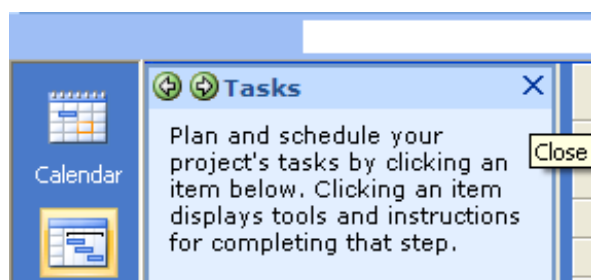 Tasks
Plan and schedule your
project's tasks by clicking an
item below. Clicking an item
displays tools and instructions
for completing that step.
Close
Calendar